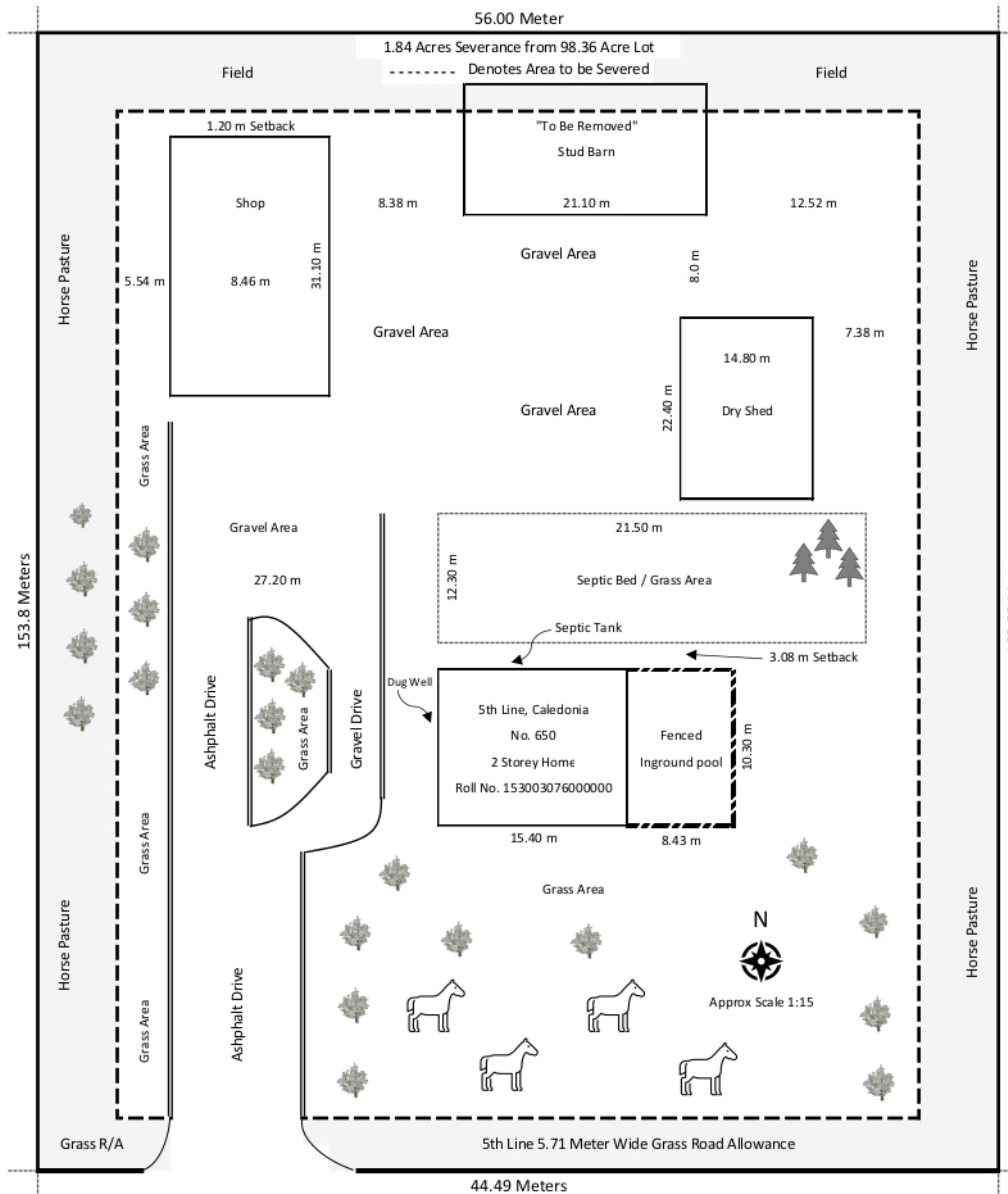 56.00 Meter
1.84 Acres Severance from 98.36 Acre Lot
Denotes Area to be Severed
Field
Field
1.20 m Setback
"To Be Removed"
Stud Barn
Shop
8.38 m
21.10 m
12.52 m
Gravel Area
8.0 m
31.10 m
5.54 m
8.46 m
Horse Pasture
Horse Pasture
Gravel Area
7.38 m
14.80 m
22.40 m
Dry Shed
Gravel Area
Grass Area
Gravel Area
21.50 m
27.20 m
12.30 m
Septic Bed / Grass Area
153.8 Meters
Septic Tank
3.08 m Setback
Dug Well
Ashphalt Drive
Grass Area
Gravel Drive
5th Line, Caledonia
No. 650
2 Storey Home
Roll No. 153003076000000
Fenced
Inground pool
10.30 m
15.40 m
8.43 m
Grass Area
Grass Area
Horse Pasture
Horse Pasture
N
Approx Scale 1:15
Ashphalt Drive
Grass Area
Grass R/A
5th Line 5.71 Meter Wide Grass Road Allowance
44.49 Meters